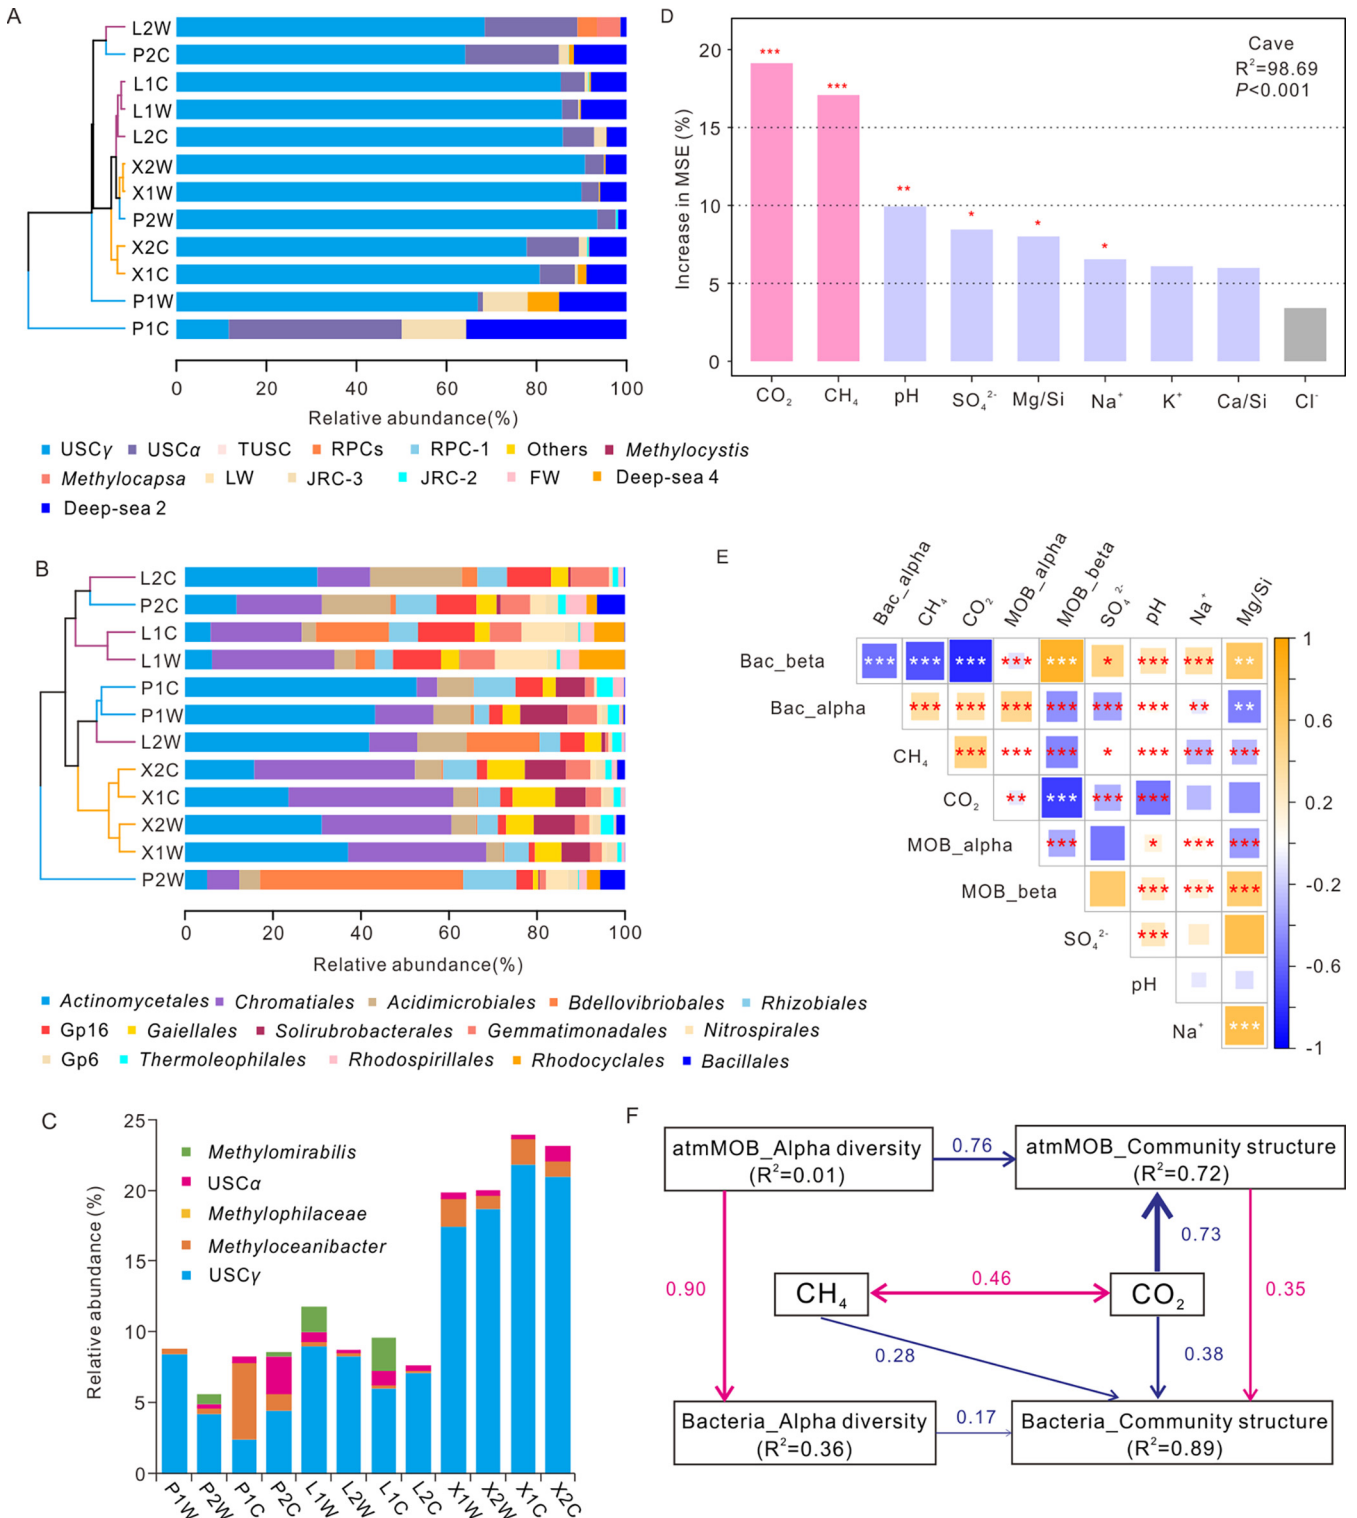 A
L2W
P2C
L1C
L1W
L2C
X2W
X1W
P2W
X2C
X1C
P1W
P1C
0 20 40 60 80 100
Relative abundance(%)
USCγ USCα TUSC RPCs RPC-1 Others Methylocystis
Methylocapsa LW JRC-3 JRC-2 FW Deep-sea 4
Deep-sea 2
B
L2C
P2C
L1C
L1W
P1C
P1W
L2W
X2C
X1C
X2W
X1W
P2W
0 20 40 60 80 100
Relative abundance(%)
Actinomycetales Chromatiales Acidimicrobiales Bdellovibriobales Rhizobiales
Gp16 Gaiellales Solirubrobacterales Gemmatimonadales Nitrospirales
Gp6 Thermoleophilales Rhodospirillales Rhodocyclales Bacillales
C
Relative abundance (%)
25
20
15
10
5
0
Methylomirabilis
USCα
Methylophilaceae
Methyloceanibacter
USCγ
P1W P2W P1C P2C L1W L2W L1C L2C X1W X2W X1C X2C
D
Increase in MSE (%)
20
15
10
5
0
Cave
R²=98.69
P<0.001
*** *** ** * * *
CO₂ CH₄ pH SO₄²⁻ Mg/Si Na⁺ K⁺ Ca/Si Cl⁻
E
Bac_alpha CH₄ CO₂ MOB_alpha MOB_beta SO₄²⁻ pH Na⁺ Mg/Si
Bac_beta *** *** *** *** *** * *** *** **
Bac_alpha *** *** *** *** *** *** ** **
CH₄ *** *** *** * *** *** ***
CO₂ ** *** *** ***
MOB_alpha *** * *** ***
MOB_beta *** *** ***
SO₄²⁻ ***
pH
Na⁺ ***
1
0.6
0.2
-0.2
-0.6
-1
F
atmMOB_Alpha diversity
(R²=0.01)
0.76
atmMOB_Community structure
(R²=0.72)
0.73
0.90
CH₄
0.46
CO₂
0.35
0.28
0.38
Bacteria_Alpha diversity
(R²=0.36)
0.17
Bacteria_Community structure
(R²=0.89)